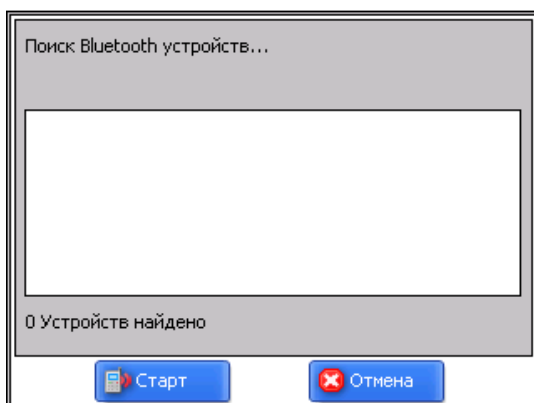 Поиск Bluetooth устройств...
0 Устройств найдено
Старт
Отмена